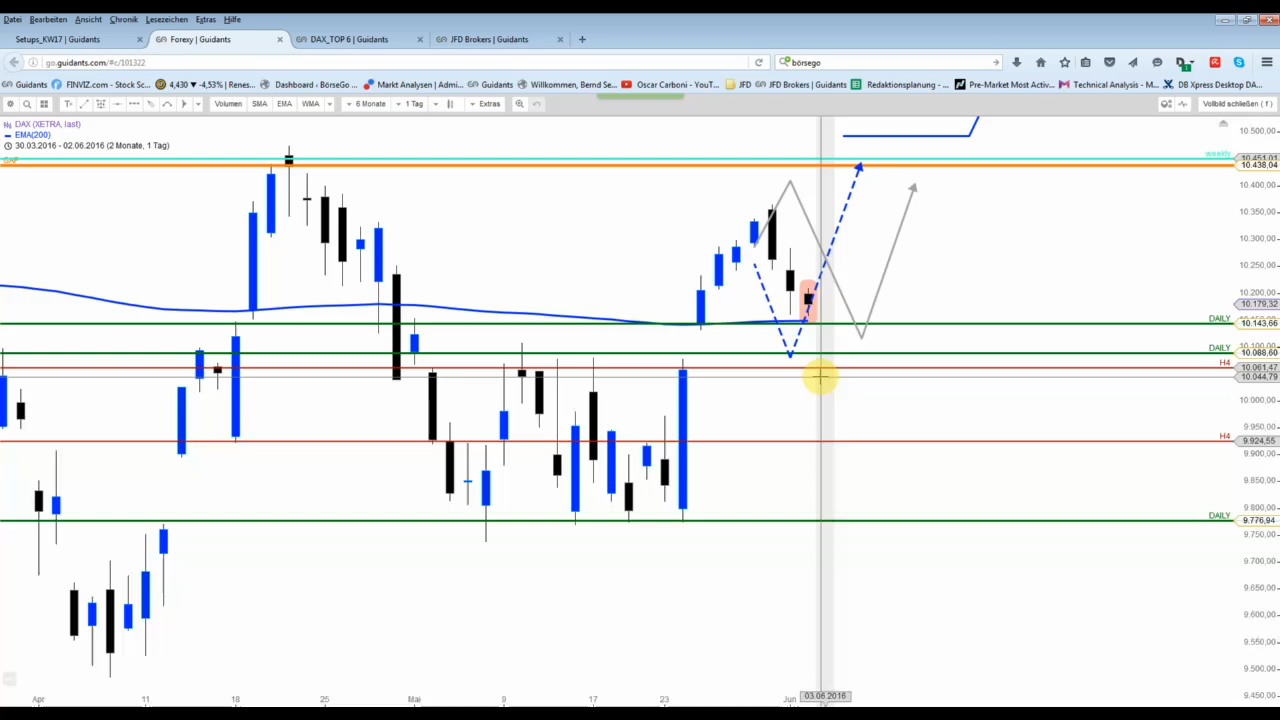 Datei Bearbeiten Ansicht Chronik Lesezeichen Extras Hilfe
Setups_KW17 | Guidants × Forexy | Guidants × DAX_TOP 6 | Guidants × JFD Brokers | Guidants × +
go.guidants.com/#c/101322 börsego
Guidants FINVIZ.com - Stock Sc... 4,430 ▾ -4,53% | Renes... Dashboard ‹ BörseGo ... Markt Analysen | Admi... Guidants Willkommen, Bernd Se... Oscar Carboni - YouT... JFD JFD Brokers | Guidants Redaktionsplanung - ... Pre Market Most Activ... Technical Analysis - M... DB Xpress Desktop DA...
Volumen SMA EMA WMA 6 Monate 1 Tag Extras Vollbild schließen ( f )
DAX (XETRA, last)
EMA(200)
30.03.2016 - 02.06.2016 (2 Monate, 1 Tag)
GAP
weekly
DAILY
DAILY
H4
H4
DAILY
10.500,00
10.451,01
10.438,04
10.400,00
10.350,00
10.300,00
10.250,00
10.200,00
10.179,32
10.143,66
10.100,00
10.088,60
10.061,47
10.044,79
10.000,00
9.950,00
9.924,55
9.900,00
9.850,00
9.800,00
9.776,94
9.750,00
9.700,00
9.650,00
9.600,00
9.550,00
9.500,00
9.450,00
Apr 11 18 25 Mai 9 17 23 Jun 03.06.2016